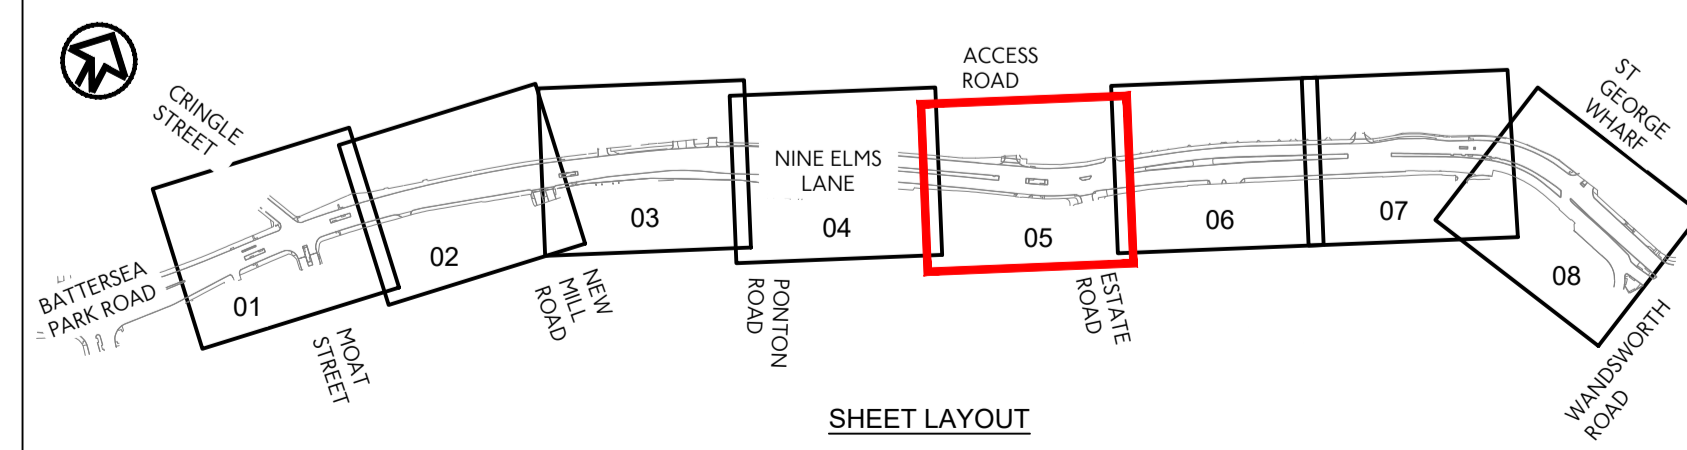 CRINGLE
STREET
ACCESS
ROAD
ST
GEORGE
WHARF
NINE ELMS
LANE
BATTERSEA
PARK ROAD
01
02
03
04
05
06
07
08
MOAT
STREET
NEW
MILL
ROAD
PONTON
ROAD
ESTATE
ROAD
WANDSWORTH
ROAD
SHEET LAYOUT